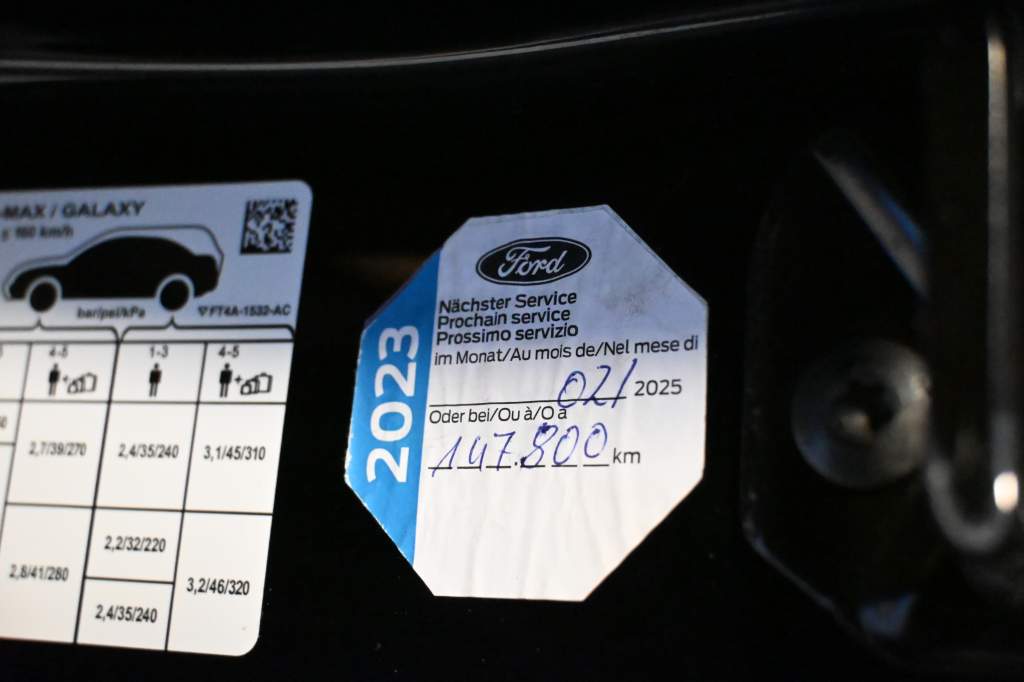 -MAX / GALAXY
≤ 160 km/h
bar/psi/kPa
FT4A-1532-AC
4-5
1-3
4-5
2,7/39/270
2,4/35/240
3,1/45/310
2,2/32/220
2,8/41/280
2,4/35/240
3,2/46/320
2023
Ford
Nächster Service
Prochain service
Prossimo servizio
im Monat/Au mois de/Nel mese di
02/ 2025
Oder bei/Ou à/O a
147.800 km